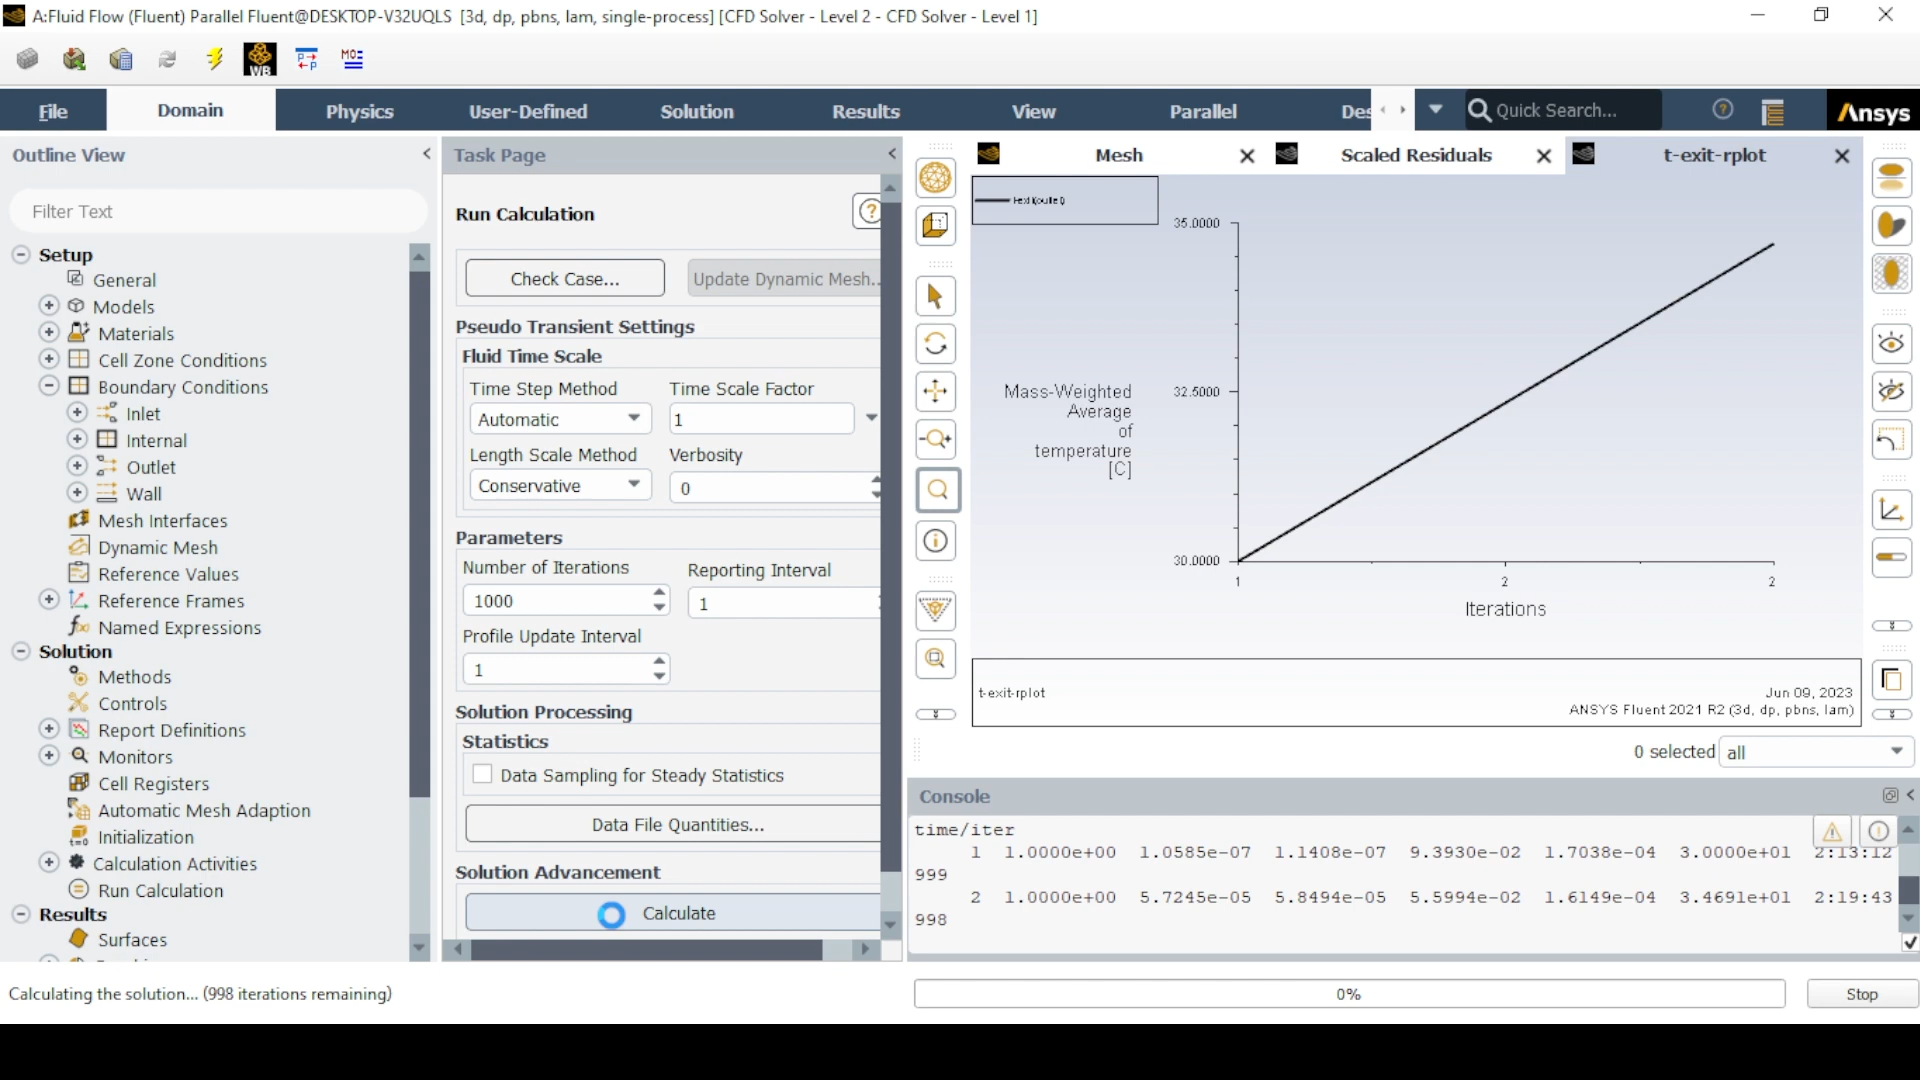 A:Fluid Flow (Fluent) Parallel Fluent@DESKTOP-V32UQLS [3d, dp, pbns, lam, single-process] [CFD Solver - Level 2 - CFD Solver - Level 1]
WB
File Domain Physics User-Defined Solution Results View Parallel Des Quick Search... Ansys
Outline View
Filter Text
Setup
General
Models
Materials
Cell Zone Conditions
Boundary Conditions
Inlet
Internal
Outlet
Wall
Mesh Interfaces
Dynamic Mesh
Reference Values
Reference Frames
Named Expressions
Solution
Methods
Controls
Report Definitions
Monitors
Cell Registers
Automatic Mesh Adaption
Initialization
Calculation Activities
Run Calculation
Results
Surfaces
Task Page
Run Calculation
Check Case... Update Dynamic Mesh..
Pseudo Transient Settings
Fluid Time Scale
Time Step Method Time Scale Factor
Automatic 1
Length Scale Method Verbosity
Conservative 0
Parameters
Number of Iterations Reporting Interval
1000 1
Profile Update Interval
1
Solution Processing
Statistics
Data Sampling for Steady Statistics
Data File Quantities...
Solution Advancement
Calculate
Mesh Scaled Residuals t-exit-rplot
35.0000
32.5000
30.0000
Mass-Weighted
Average
of
temperature
[C]
1 2 2
Iterations
t-exit-rplot
Jun 09, 2023
ANSYS Fluent 2021 R2 (3d, dp, pbns, lam)
0 selected all
Console
time/iter
1 1.0000e+00 1.0585e-07 1.1408e-07 9.3930e-02 1.7038e-04 3.0000e+01 2:13:12
999
2 1.0000e+00 5.7245e-05 5.8494e-05 5.5994e-02 1.6149e-04 3.4691e+01 2:19:43
998
Calculating the solution... (998 iterations remaining)
0%
Stop